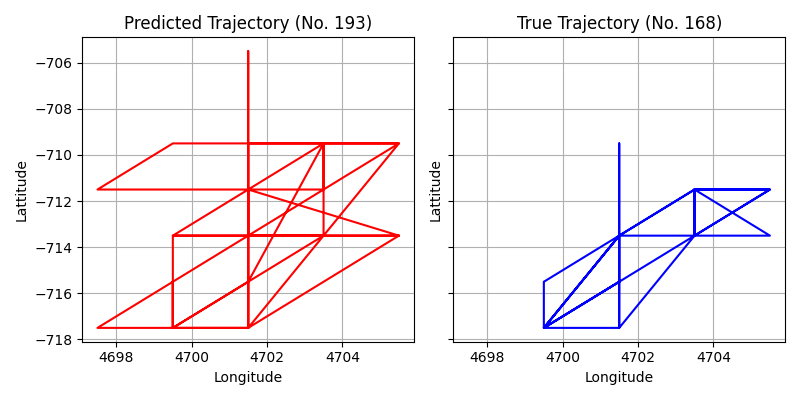 Predicted Trajectory (No. 193)
True Trajectory (No. 168)
−706
−708
−710
−712
−714
−716
−718
Lattitude
Lattitude
4698 4700 4702 4704
4698 4700 4702 4704
Longitude
Longitude